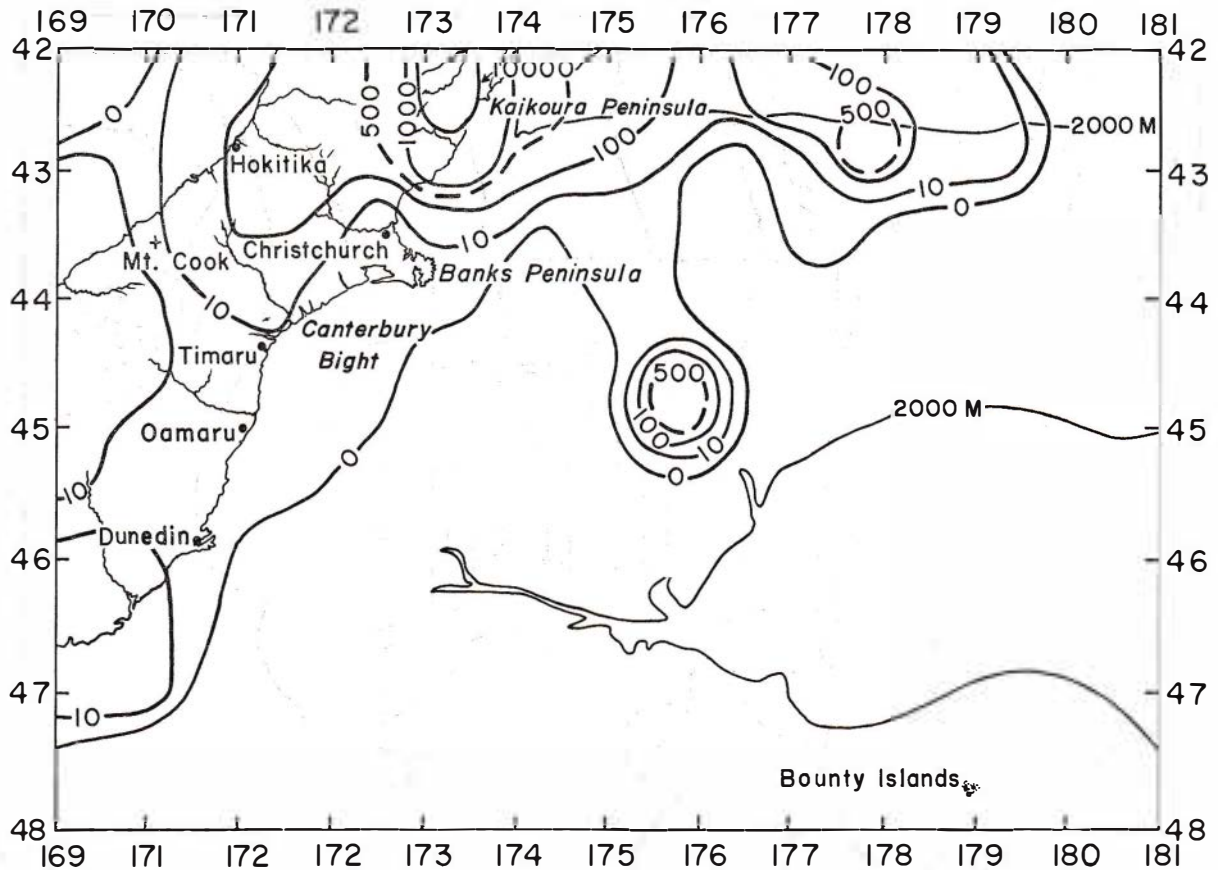 169 170 171 172 173 174 175 176 177 178 179 180 181
42 42
10000
100
0
500
1000
500
Kaikoura Peninsula
2000 M
Hokitika
100
43 43
10
0
Christchurch
10
Mt. Cook
Banks Peninsula
44 44
10
Canterbury
Bight
Timaru
500
2000 M
Oamaru
100
45 45
10
0
0
10
Dunedin
46 46
47 47
10
Bounty Islands
48 48
169 171 172 173 174 175 176 177 178 179 180 181